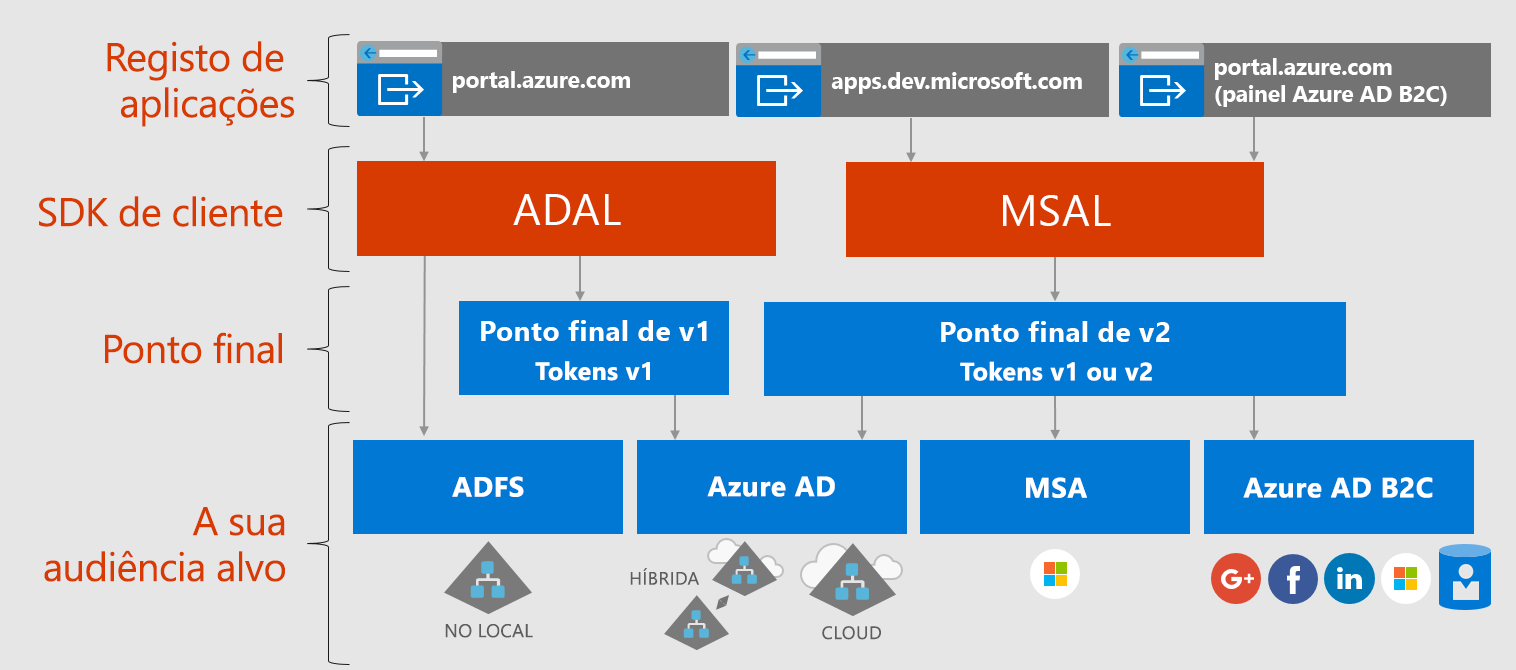 Registo de
aplicações
portal.azure.com
apps.dev.microsoft.com
portal.azure.com
(painel Azure AD B2C)
SDK de cliente
ADAL
MSAL
Ponto final
Ponto final de v1
Tokens v1
Ponto final de v2
Tokens v1 ou v2
A sua
audiência alvo
ADFS
Azure AD
MSA
Azure AD B2C
NO LOCAL
HÍBRIDA
CLOUD
G+
f
in